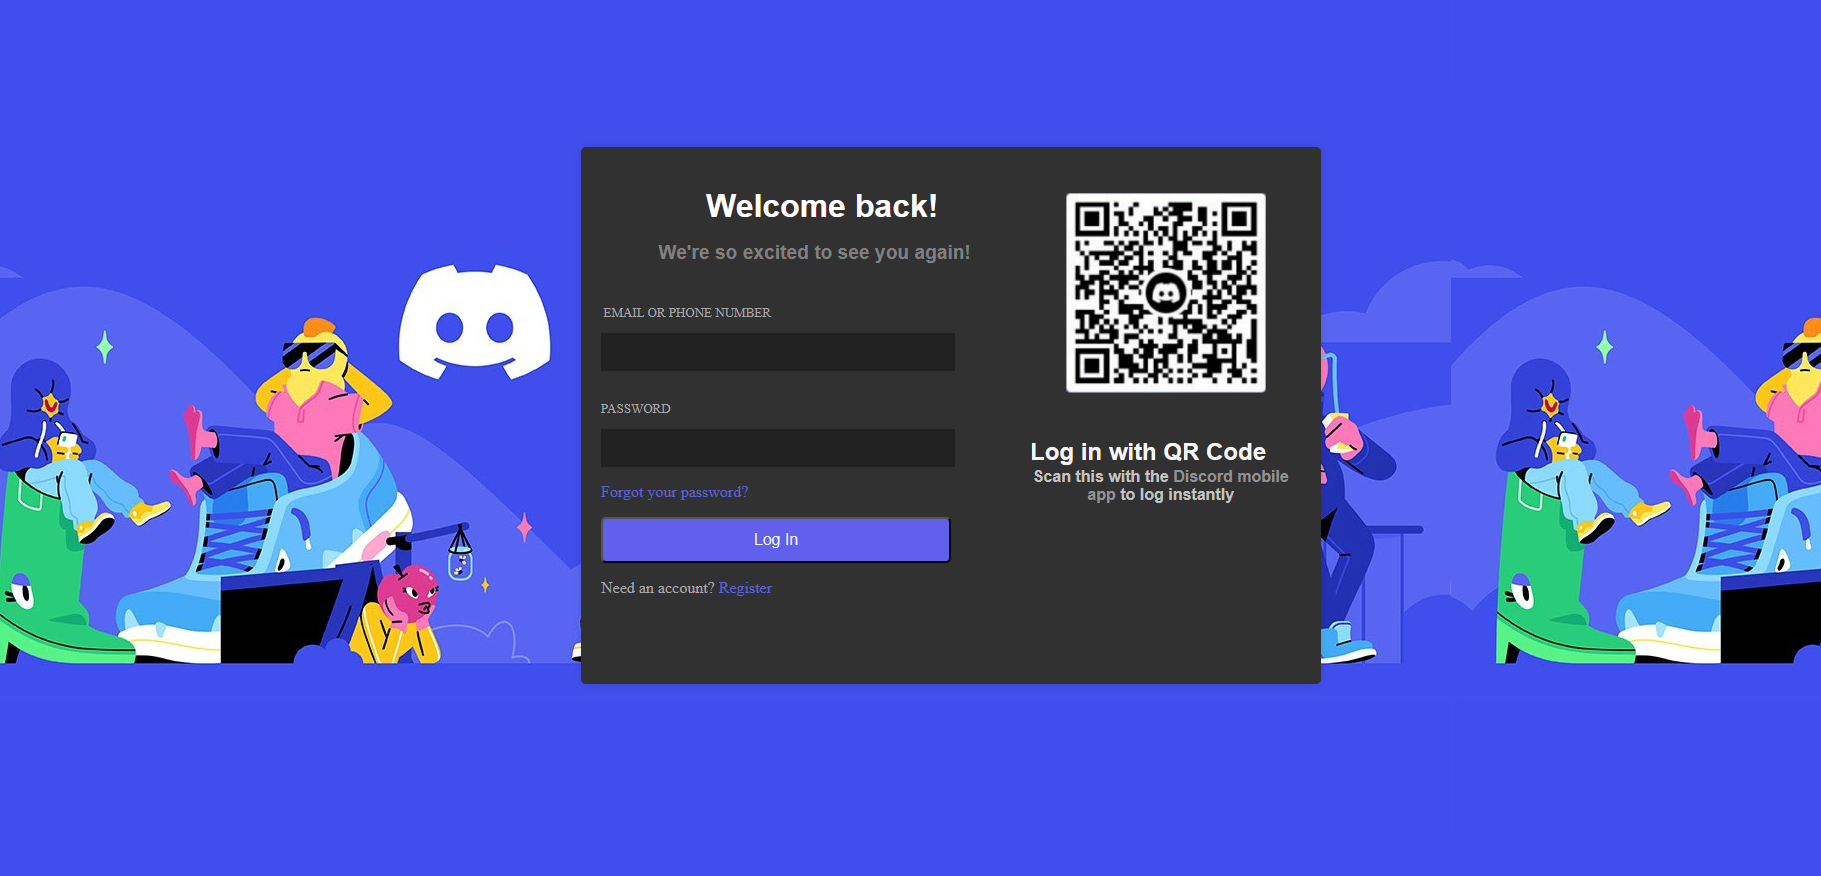 Welcome back!
We're so excited to see you again!
EMAIL OR PHONE NUMBER
PASSWORD
Forgot your password?
Log In
Need an account? Register
Log in with QR Code
Scan this with the Discord mobile
app to log instantly